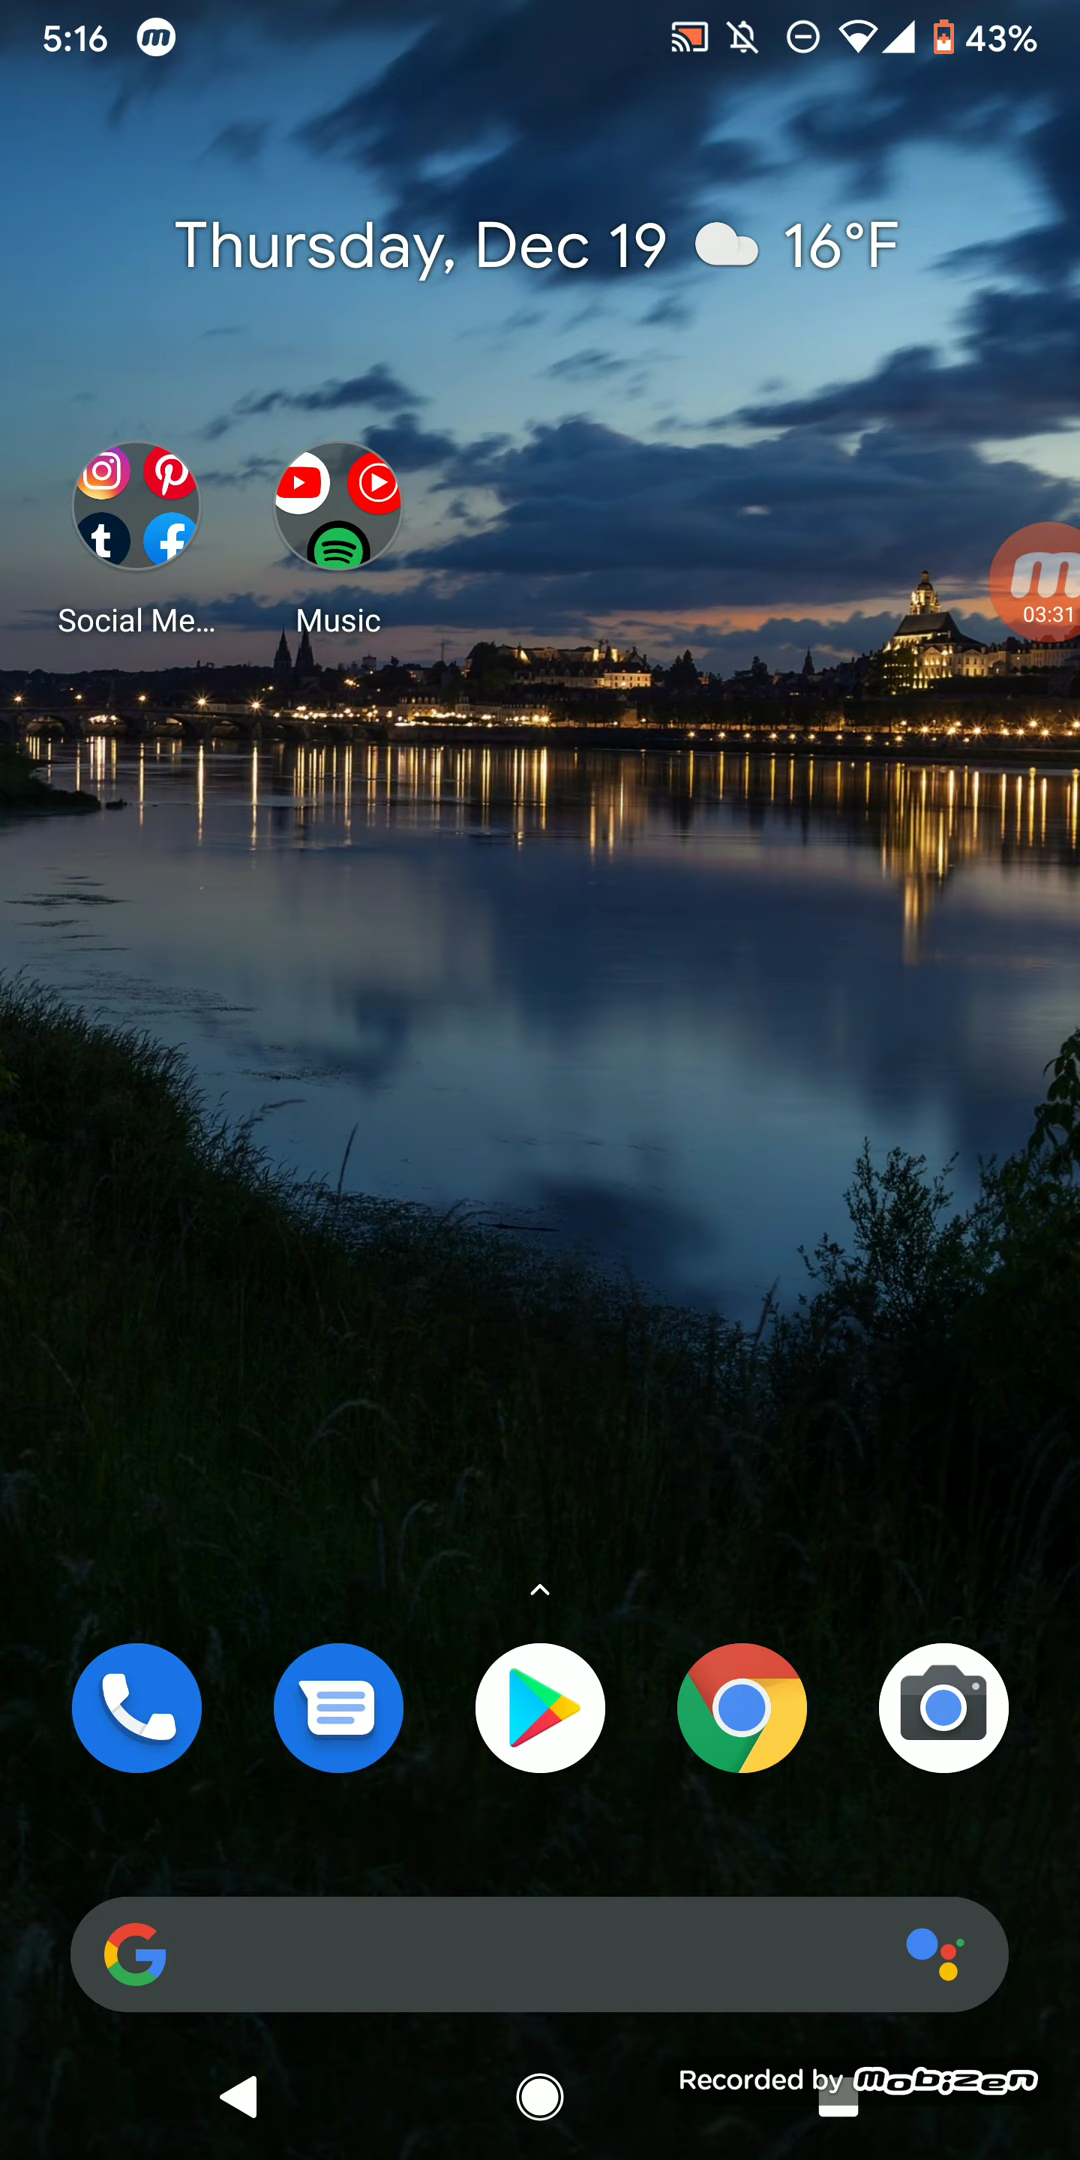 5:16
43%
Thursday, Dec 19 16°F
Social Me...
Music
03:31
Recorded by mobizen